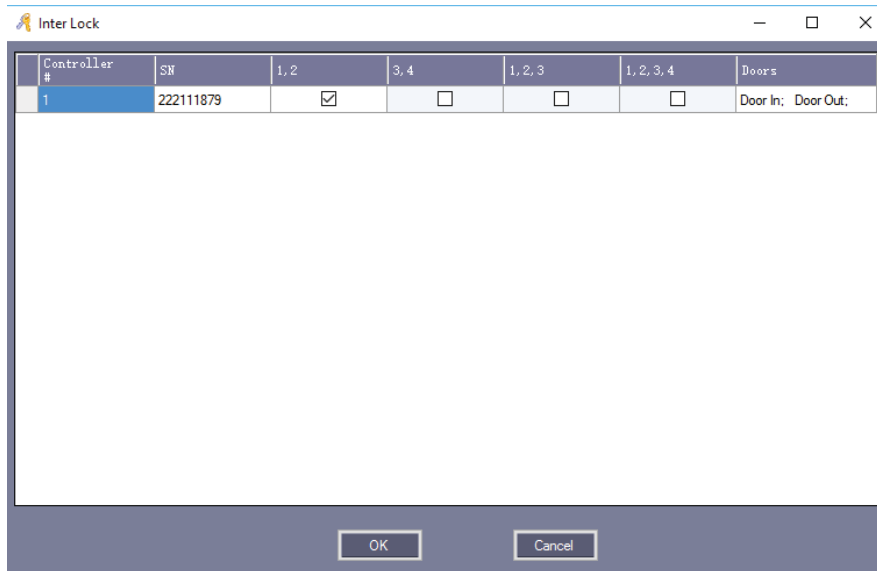 Inter Lock
Controller # SN 1,2 3,4 1,2,3 1,2,3,4 Doors
1 222111879 Door In; Door Out;
OK Cancel